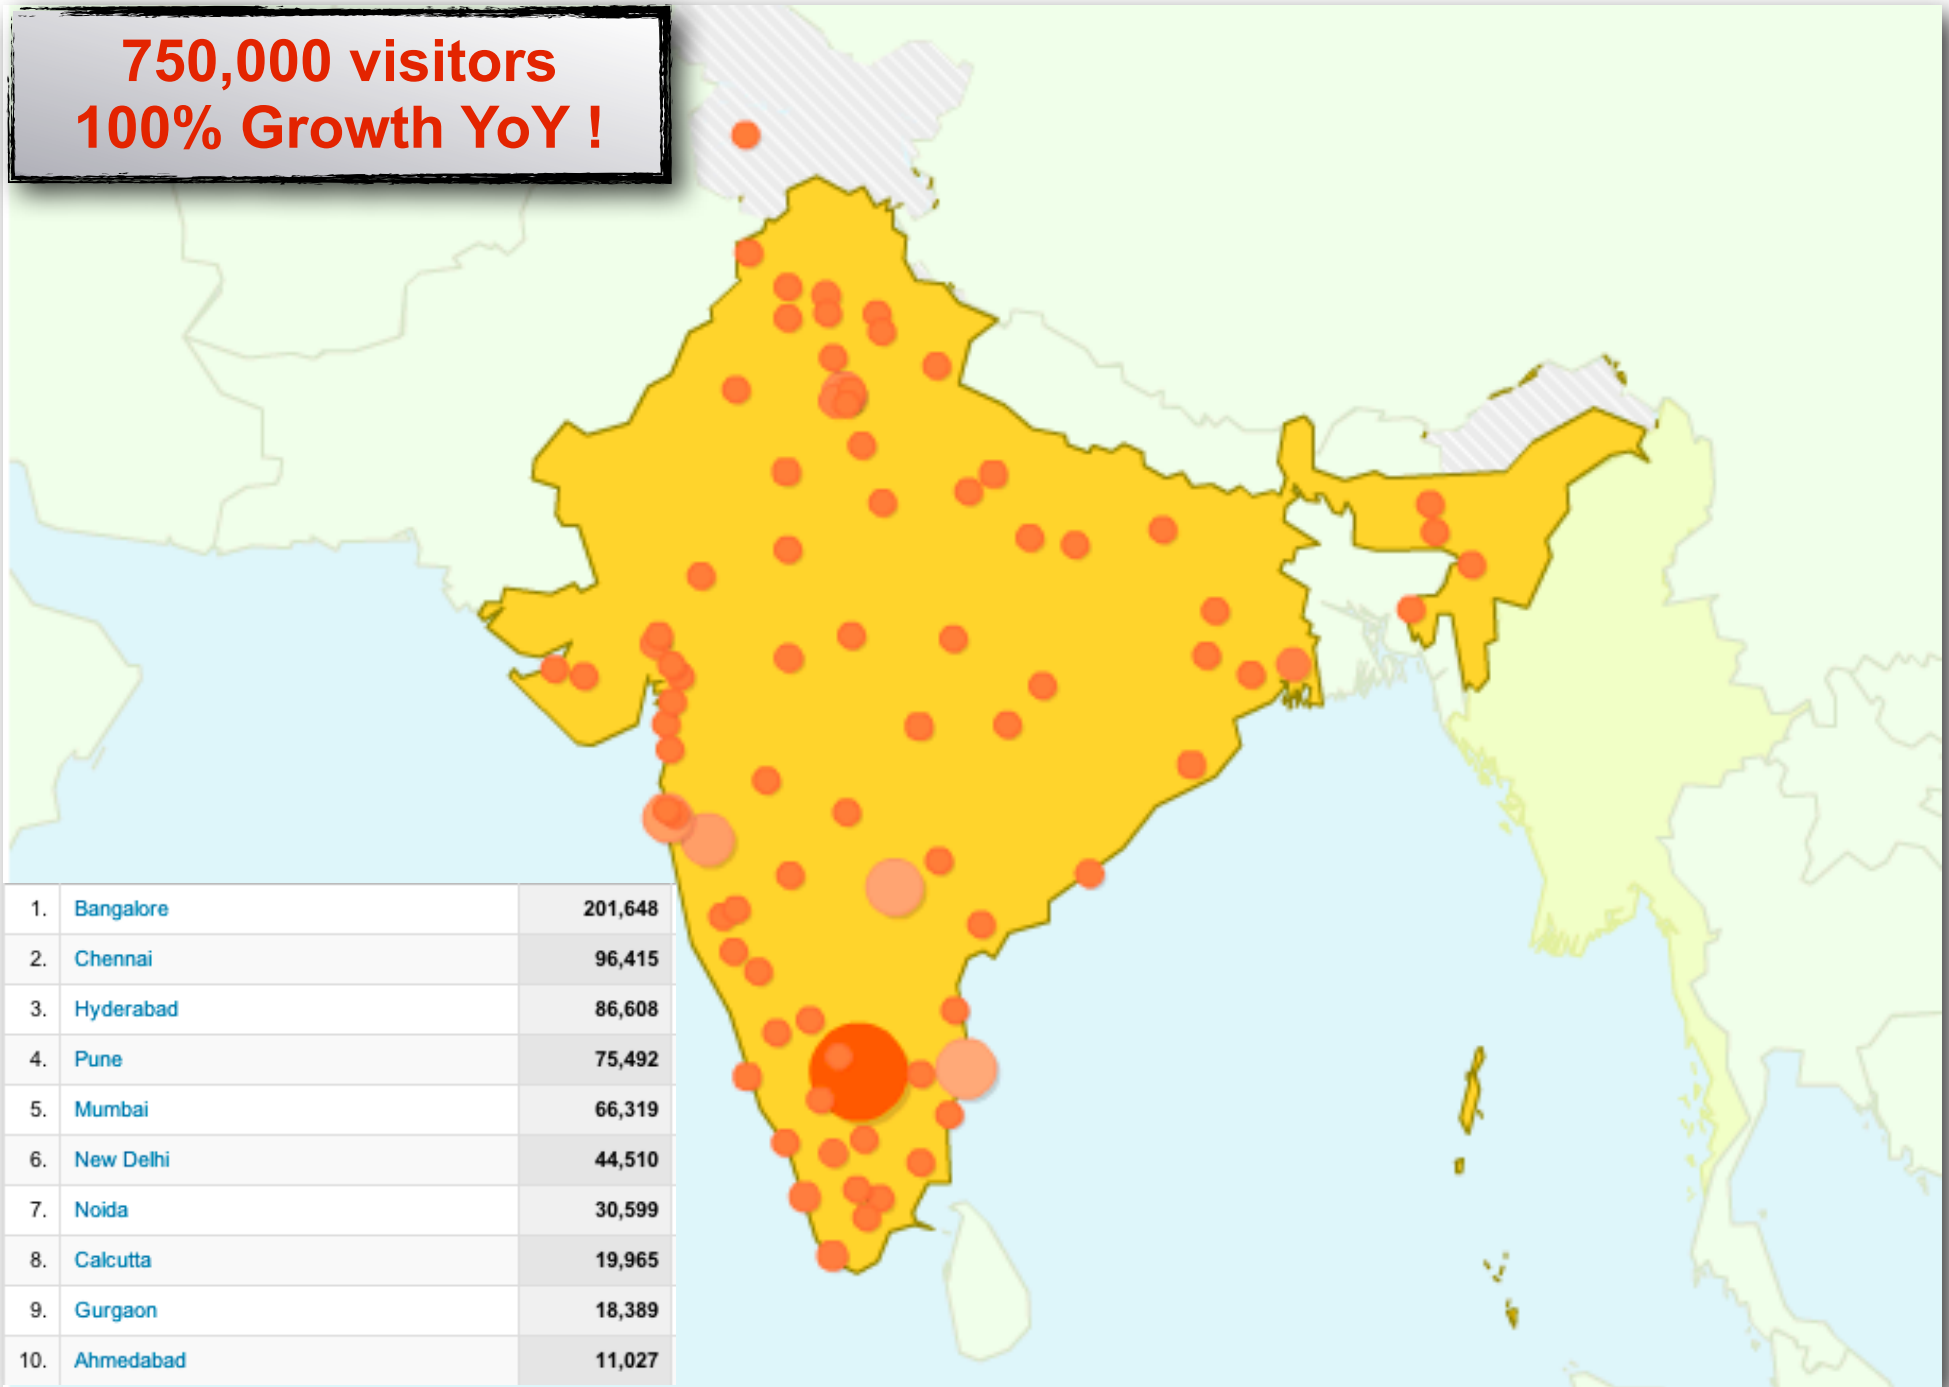 750,000 visitors
100% Growth YoY !
1. Bangalore 201,648
2. Chennai 96,415
3. Hyderabad 86,608
4. Pune 75,492
5. Mumbai 66,319
6. New Delhi 44,510
7. Noida 30,599
8. Calcutta 19,965
9. Gurgaon 18,389
10. Ahmedabad 11,027